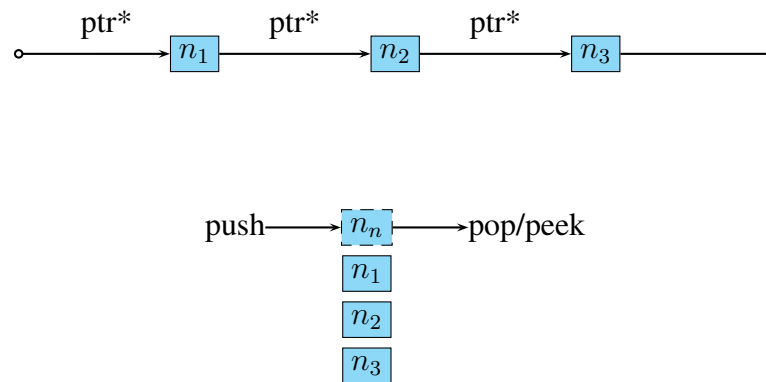 ptr* ptr* ptr*
n₁ n₂ n₃
push nₙ pop/peek
n₁
n₂
n₃